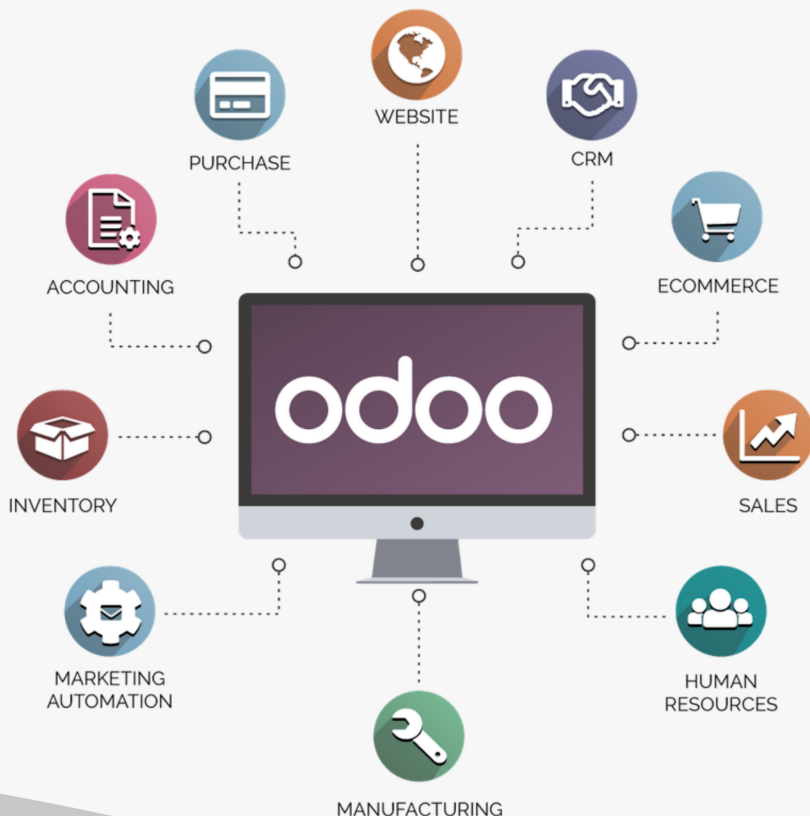 WEBSITE
PURCHASE
CRM
ACCOUNTING
ECOMMERCE
odoo
INVENTORY
SALES
MARKETING
AUTOMATION
HUMAN
RESOURCES
MANUFACTURING